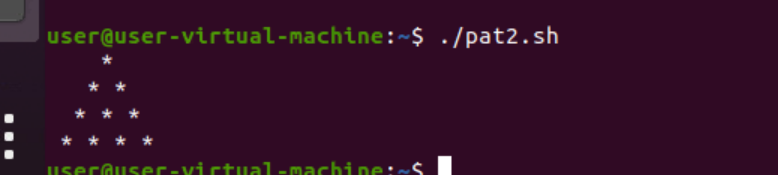 user@user-virtual-machine:~$ ./pat2.sh
    *
   * *
  * * *
 * * * *
user@user-virtual-machine:~$